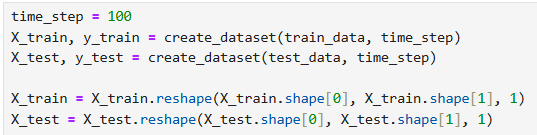 time_step = 100
X_train, y_train = create_dataset(train_data, time_step)
X_test, y_test = create_dataset(test_data, time_step)
X_train = X_train.reshape(X_train.shape[0], X_train.shape[1], 1)
X_test = X_test.reshape(X_test.shape[0], X_test.shape[1], 1)